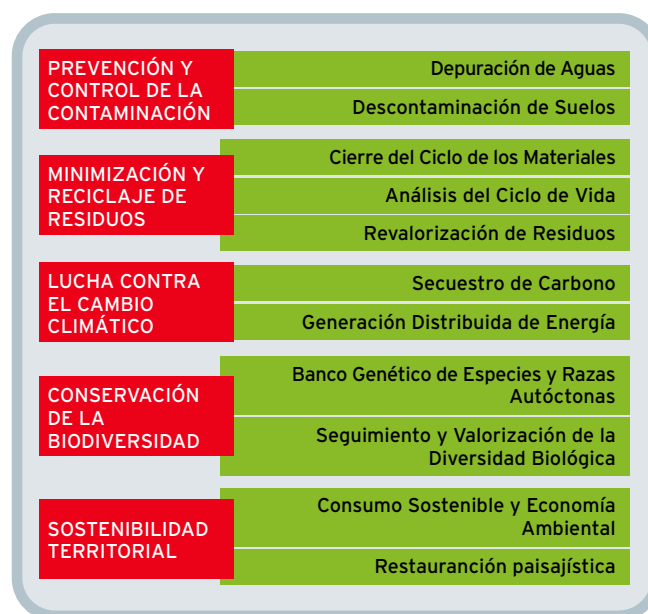 PREVENCIÓN Y
CONTROL DE LA
CONTAMINACIÓN
Depuración de Aguas
Descontaminación de Suelos
MINIMIZACIÓN Y
RECICLAJE DE
RESIDUOS
Cierre del Ciclo de los Materiales
Análisis del Ciclo de Vida
Revalorización de Residuos
LUCHA CONTRA
EL CAMBIO
CLIMÁTICO
Secuestro de Carbono
Generación Distribuida de Energía
CONSERVACIÓN
DE LA
BIODIVERSIDAD
Banco Genético de Especies y Razas
Autóctonas
Seguimiento y Valorización de la
Diversidad Biológica
SOSTENIBILIDAD
TERRITORIAL
Consumo Sostenible y Economía
Ambiental
Restauranción paisajística